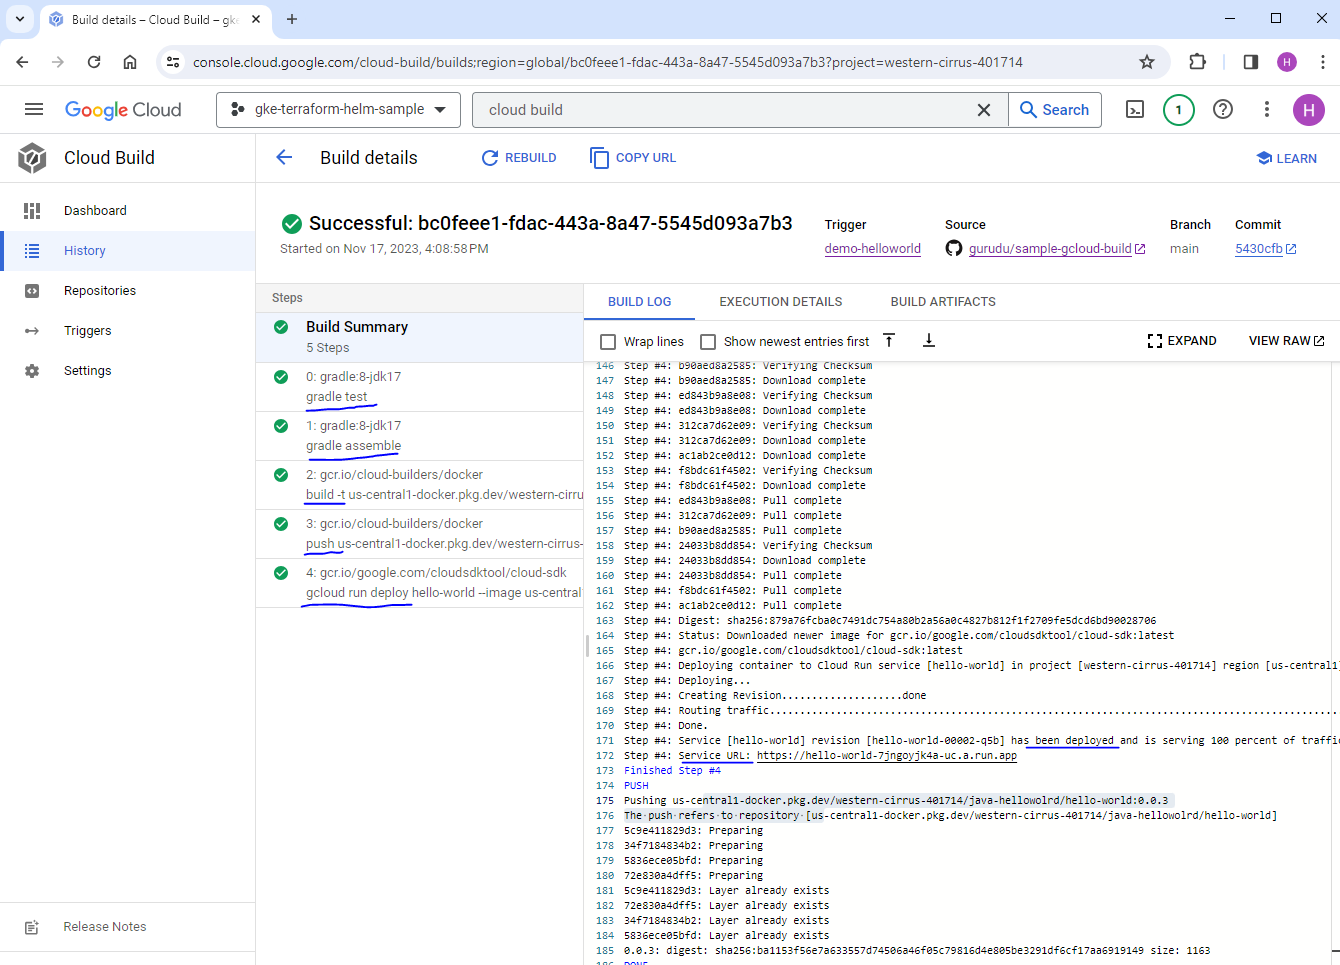 Build details – Cloud Build – gke
console.cloud.google.com/cloud-build/builds;region=global/bc0feee1-fdac-443a-8a47-5545d093a7b3?project=western-cirrus-401714
H
Google Cloud
gke-terraform-helm-sample
cloud build
Search
1
H
Cloud Build
Build details
REBUILD
COPY URL
LEARN
Dashboard
History
Repositories
Triggers
Settings
Release Notes
Successful: bc0feee1-fdac-443a-8a47-5545d093a7b3
Started on Nov 17, 2023, 4:08:58 PM
Trigger
demo-helloworld
Source
gurudu/sample-gcloud-build
Branch
main
Commit
5430cfb
Steps
Build Summary
5 Steps
0: gradle:8-jdk17
gradle test
1: gradle:8-jdk17
gradle assemble
2: gcr.io/cloud-builders/docker
build -t us-central1-docker.pkg.dev/western-cirru
3: gcr.io/cloud-builders/docker
push us-central1-docker.pkg.dev/western-cirrus-
4: gcr.io/google.com/cloudsdktool/cloud-sdk
gcloud run deploy hello-world --image us-central
BUILD LOG
EXECUTION DETAILS
BUILD ARTIFACTS
Wrap lines
Show newest entries first
EXPAND
VIEW RAW
146 Step #4: b90aed8a2585: Verifying Checksum
147 Step #4: b90aed8a2585: Download complete
148 Step #4: ed843b9a8e08: Verifying Checksum
149 Step #4: ed843b9a8e08: Download complete
150 Step #4: 312ca7d62e09: Verifying Checksum
151 Step #4: 312ca7d62e09: Download complete
152 Step #4: ac1ab2ce0d12: Download complete
153 Step #4: f8bdc61f4502: Verifying Checksum
154 Step #4: f8bdc61f4502: Download complete
155 Step #4: ed843b9a8e08: Pull complete
156 Step #4: 312ca7d62e09: Pull complete
157 Step #4: b90aed8a2585: Pull complete
158 Step #4: 24033b8dd854: Verifying Checksum
159 Step #4: 24033b8dd854: Download complete
160 Step #4: 24033b8dd854: Pull complete
161 Step #4: f8bdc61f4502: Pull complete
162 Step #4: ac1ab2ce0d12: Pull complete
163 Step #4: Digest: sha256:879a76fcba0c7491dc754a80b2a56a0c4827b812f1f2709fe5dcd6bd90028706
164 Step #4: Status: Downloaded newer image for gcr.io/google.com/cloudsdktool/cloud-sdk:latest
165 Step #4: gcr.io/google.com/cloudsdktool/cloud-sdk:latest
166 Step #4: Deploying container to Cloud Run service [hello-world] in project [western-cirrus-401714] region [us-central1]
167 Step #4: Deploying...
168 Step #4: Creating Revision....................done
169 Step #4: Routing traffic..............................................................................................
170 Step #4: Done.
171 Step #4: Service [hello-world] revision [hello-world-00002-q5b] has been deployed and is serving 100 percent of traffic
172 Step #4: Service URL: https://hello-world-7jngoyjk4a-uc.a.run.app
173 Finished Step #4
174 PUSH
175 Pushing us-central1-docker.pkg.dev/western-cirrus-401714/java-hellowolrd/hello-world:0.0.3
176 The push refers to repository [us-central1-docker.pkg.dev/western-cirrus-401714/java-hellowolrd/hello-world]
177 5c9e411829d3: Preparing
178 34f7184834b2: Preparing
179 5836ece05bfd: Preparing
180 72e830a4dff5: Preparing
181 5c9e411829d3: Layer already exists
182 72e830a4dff5: Layer already exists
183 34f7184834b2: Layer already exists
184 5836ece05bfd: Layer already exists
185 0.0.3: digest: sha256:ba1153f56e7a633557d74506a46f05c79816d4e805be3291df6cf17aa6919149 size: 1163
186 DONE